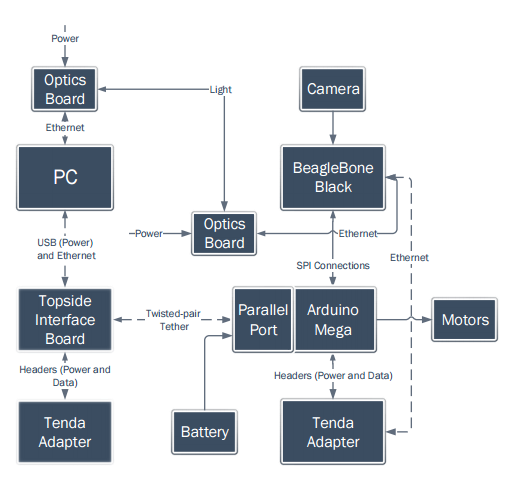 Power
Optics
Board
Light
Camera
Ethernet
PC
BeagleBone
Black
Optics
Board
Power
Ethernet
USB (Power)
and Ethernet
Ethernet
SPI Connections
Topside
Interface
Board
Twisted-pair
Tether
Parallel
Port
Arduino
Mega
Motors
Headers (Power and
Data)
Headers (Power and Data)
Tenda
Adapter
Battery
Tenda
Adapter